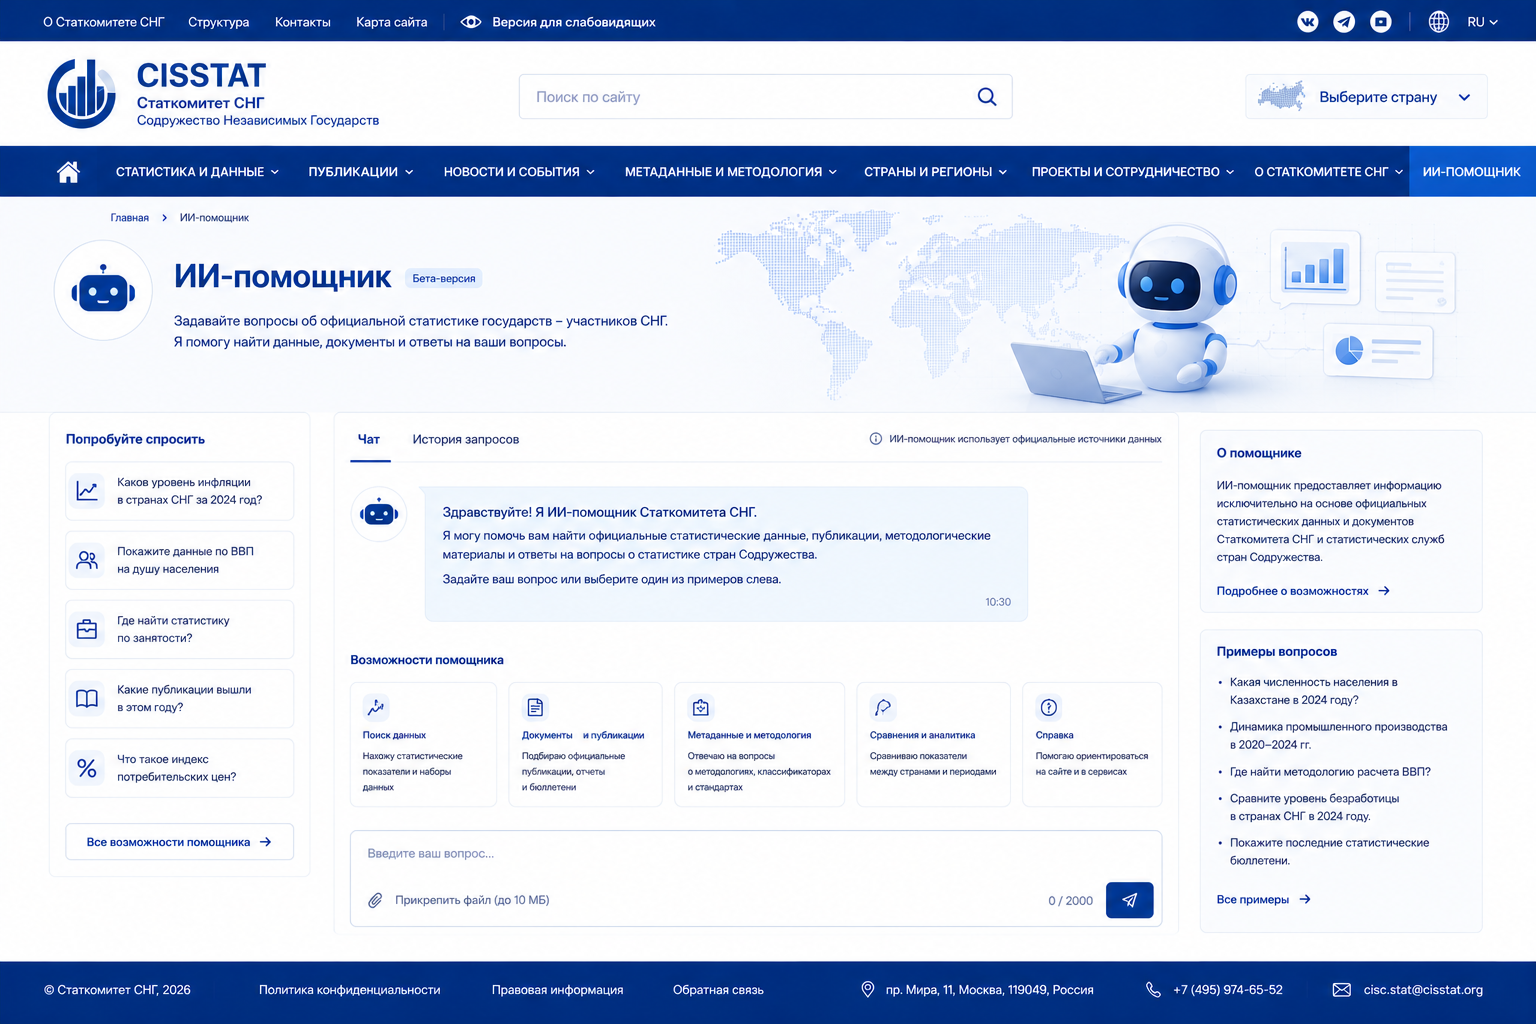 О Статкомитете СНГ
Структура
Контакты
Карта сайта
Версия для слабовидящих
RU
CISSTAT
Статкомитет СНГ
Содружество Независимых Государств
Поиск по сайту
Выберите страну
СТАТИСТИКА И ДАННЫЕ
ПУБЛИКАЦИИ
НОВОСТИ И СОБЫТИЯ
МЕТАДАННЫЕ И МЕТОДОЛОГИЯ
СТРАНЫ И РЕГИОНЫ
ПРОЕКТЫ И СОТРУДНИЧЕСТВО
О СТАТКОМИТЕТЕ СНГ
ИИ-ПОМОЩНИК
Главная
ИИ-помощник
ИИ-помощник
Бета-версия
Задавайте вопросы об официальной статистике государств – участников СНГ.
Я помогу найти данные, документы и ответы на ваши вопросы.
Попробуйте спросить
Каков уровень инфляции
в странах СНГ за 2024 год?
Покажите данные по ВВП
на душу населения
Где найти статистику
по занятости?
Какие публикации вышли
в этом году?
Что такое индекс
потребительских цен?
Все возможности помощника
Чат
История запросов
ИИ-помощник использует официальные источники данных
Здравствуйте! Я ИИ-помощник Статкомитета СНГ.
Я могу помочь вам найти официальные статистические данные, публикации, методологические
материалы и ответы на вопросы о статистике стран Содружества.
Задайте ваш вопрос или выберите один из примеров слева.
10:30
Возможности помощника
Поиск данных
Нахожу статистические
показатели и наборы
данных
Документы и публикации
Подбираю официальные
публикации, отчеты
и бюллетени
Метаданные и методология
Отвечаю на вопросы
о методологиях, классификаторах
и стандартах
Сравнения и аналитика
Сравниваю показатели
между странами и периодами
Справка
Помогаю ориентироваться
на сайте и в сервисах
Введите ваш вопрос...
Прикрепить файл (до 10 МБ)
0 / 2000
О помощнике
ИИ-помощник предоставляет информацию
исключительно на основе официальных
статистических данных и документов
Статкомитета СНГ и статистических служб
стран Содружества.
Подробнее о возможностях
Примеры вопросов
• Какая численность населения в
Казахстане в 2024 году?
• Динамика промышленного производства
в 2020–2024 гг.
• Где найти методологию расчета ВВП?
• Сравните уровень безработицы
в странах СНГ в 2024 году.
• Покажите последние статистические
бюллетени.
Все примеры
© Статкомитет СНГ, 2026
Политика конфиденциальности
Правовая информация
Обратная связь
пр. Мира, 11, Москва, 119049, Россия
+7 (495) 974-65-52
cisc.stat@cisstat.org